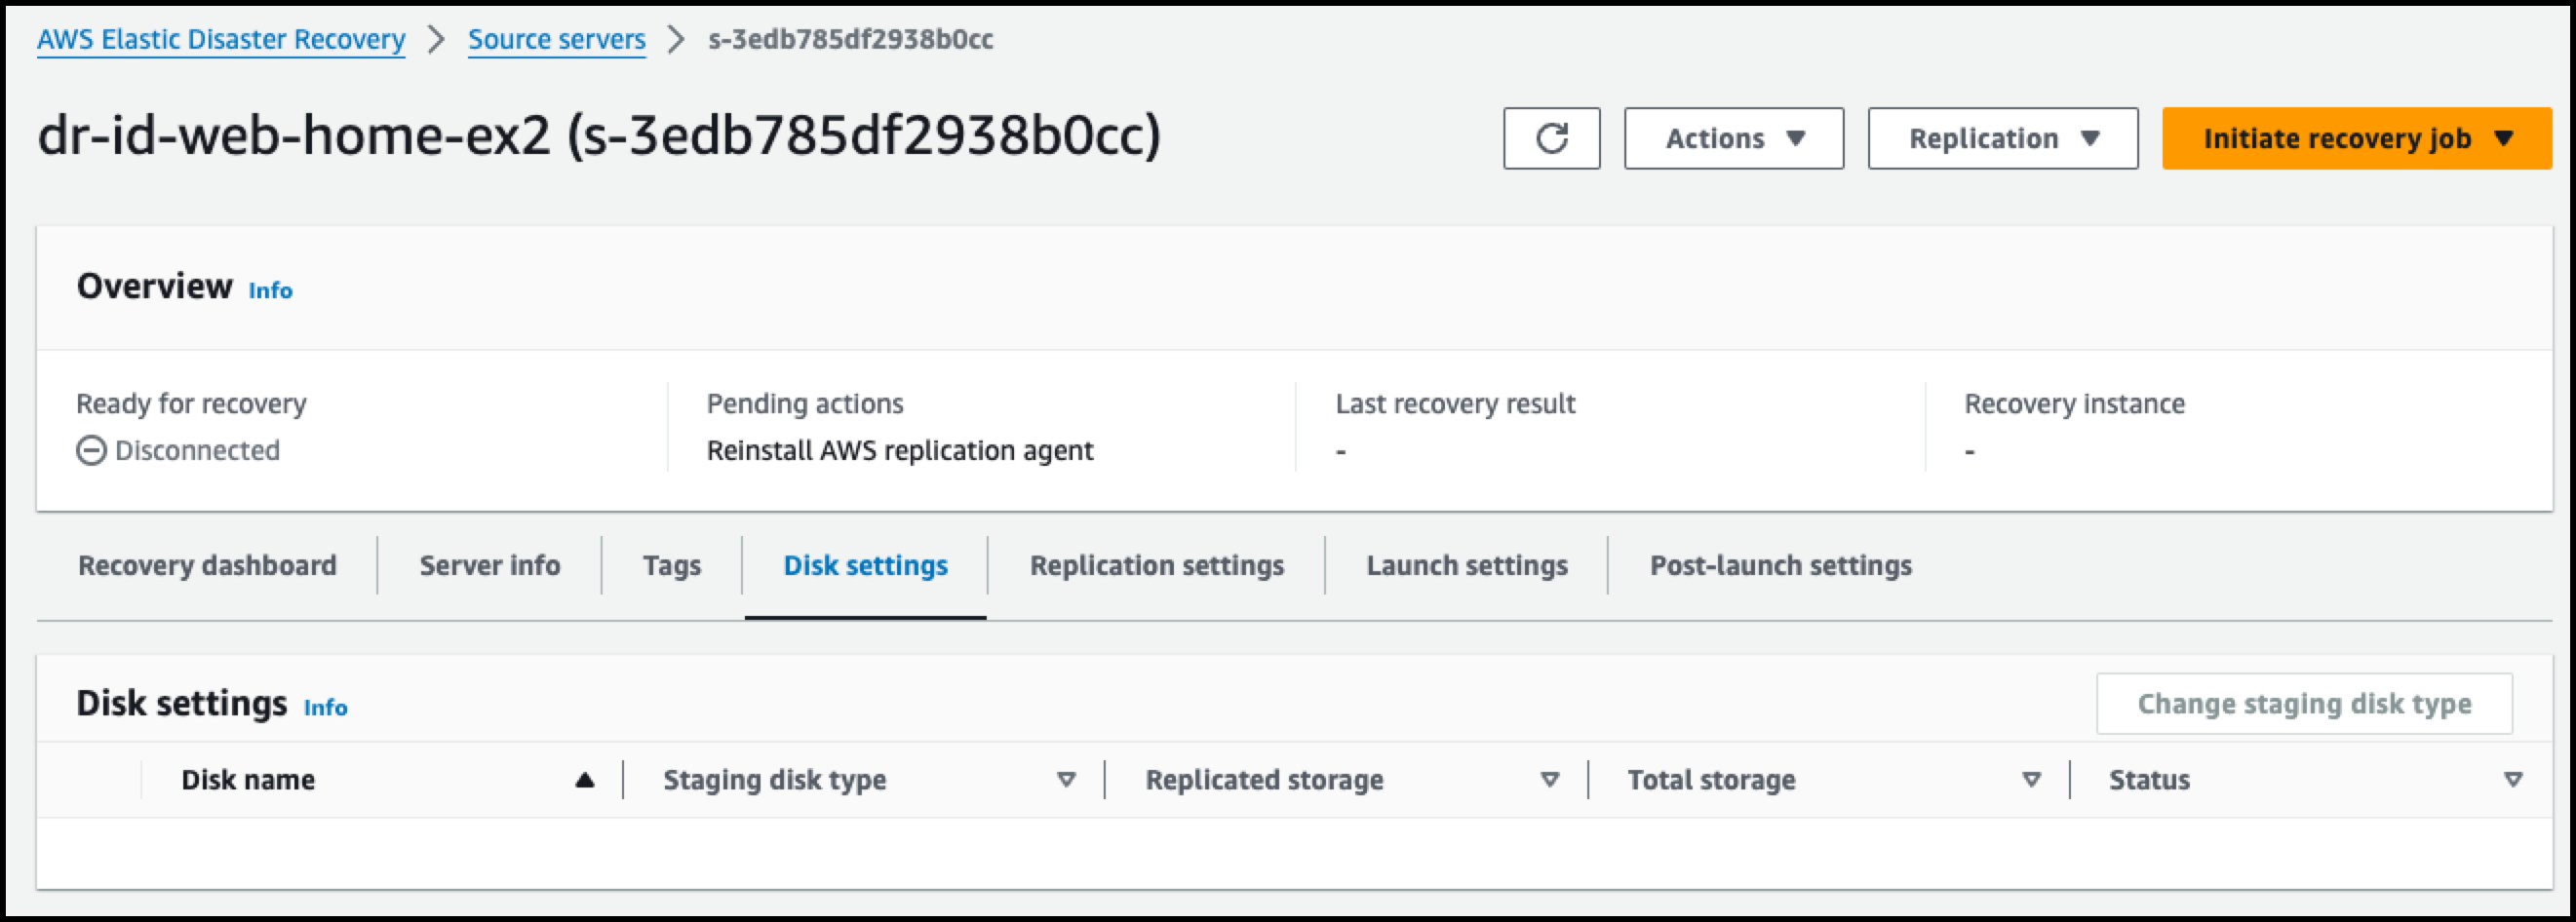 AWS Elastic Disaster Recovery > Source servers > s-3edb785df2938b0cc
dr-id-web-home-ex2 (s-3edb785df2938b0cc)
Actions
Replication
Initiate recovery job
Overview Info
Ready for recovery
Disconnected
Pending actions
Reinstall AWS replication agent
Last recovery result
-
Recovery instance
-
Recovery dashboard
Server info
Tags
Disk settings
Replication settings
Launch settings
Post-launch settings
Disk settings Info
Change staging disk type
Disk name
Staging disk type
Replicated storage
Total storage
Status